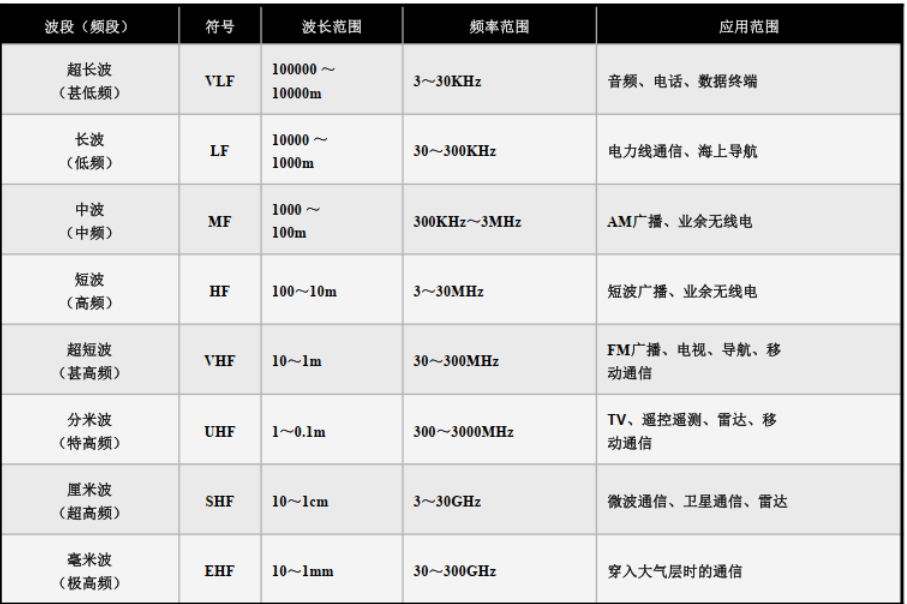 波段（频段）
符号
波长范围
频率范围
应用范围
超长波
（甚低频）
VLF
100000～
10000m
3～30KHz
音频、电话、数据终端
长波
（低频）
LF
10000～
1000m
30～300KHz
电力线通信、海上导航
中波
（中频）
MF
1000～
100m
300KHz～3MHz
AM广播、业余无线电
短波
（高频）
HF
100～10m
3～30MHz
短波广播、业余无线电
超短波
（甚高频）
VHF
10～1m
30～300MHz
FM广播、电视、导航、移
动通信
分米波
（特高频）
UHF
1～0.1m
300～3000MHz
TV、遥控遥测、雷达、移
动通信
厘米波
（超高频）
SHF
10～1cm
3～30GHz
微波通信、卫星通信、雷达
毫米波
（极高频）
EHF
10～1mm
30～300GHz
穿入大气层时的通信